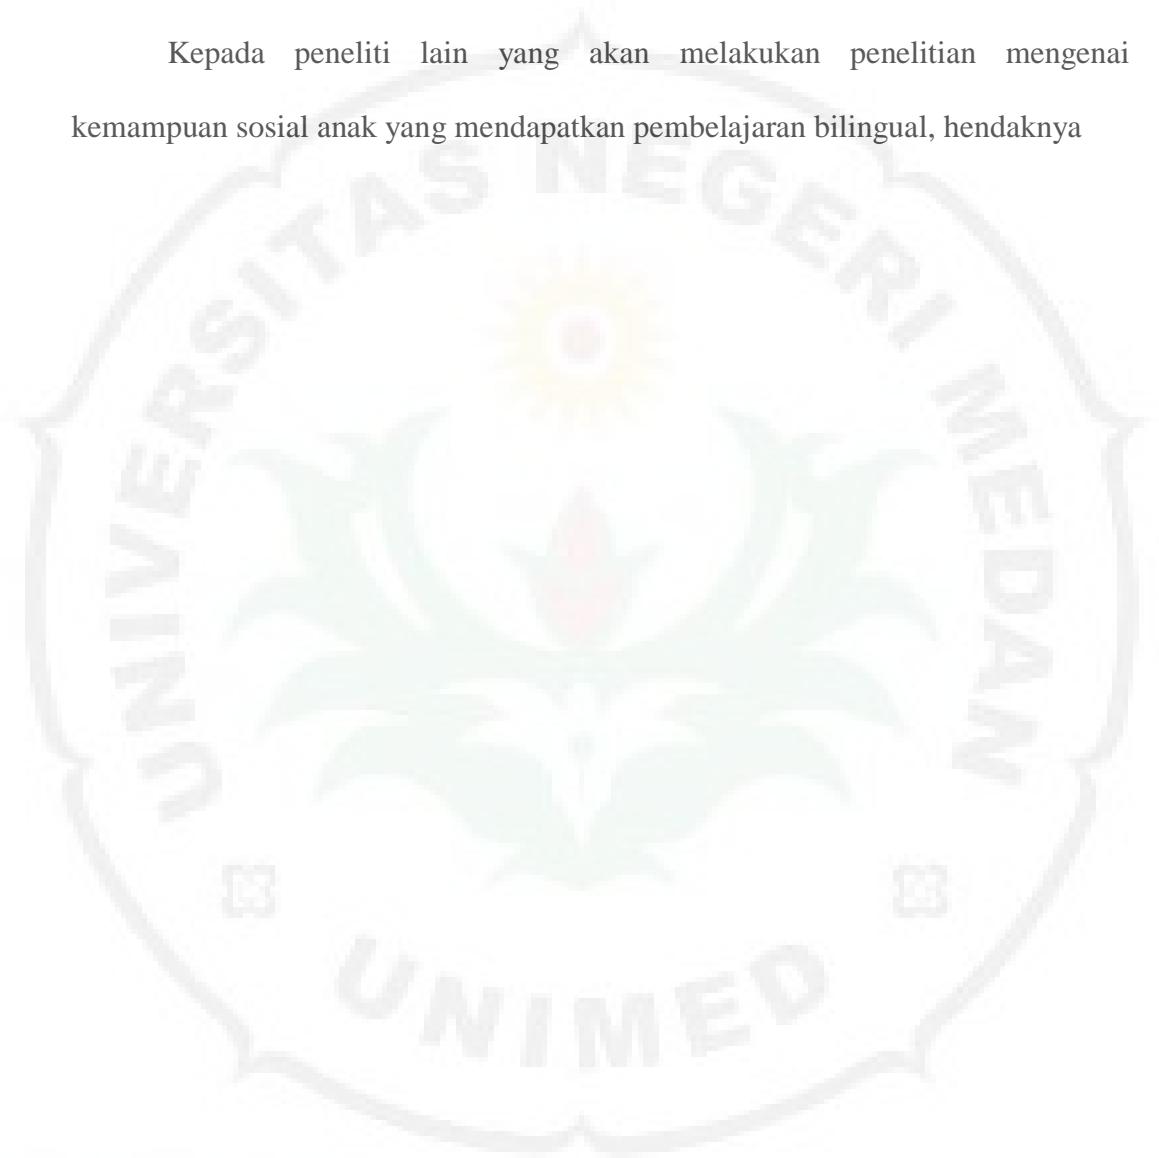 Kepada peneliti lain yang akan melakukan penelitian mengenai
kemampuan sosial anak yang mendapatkan pembelajaran bilingual, hendaknya
UNIVERSITAS NEGERI MEDAN
UNIMED